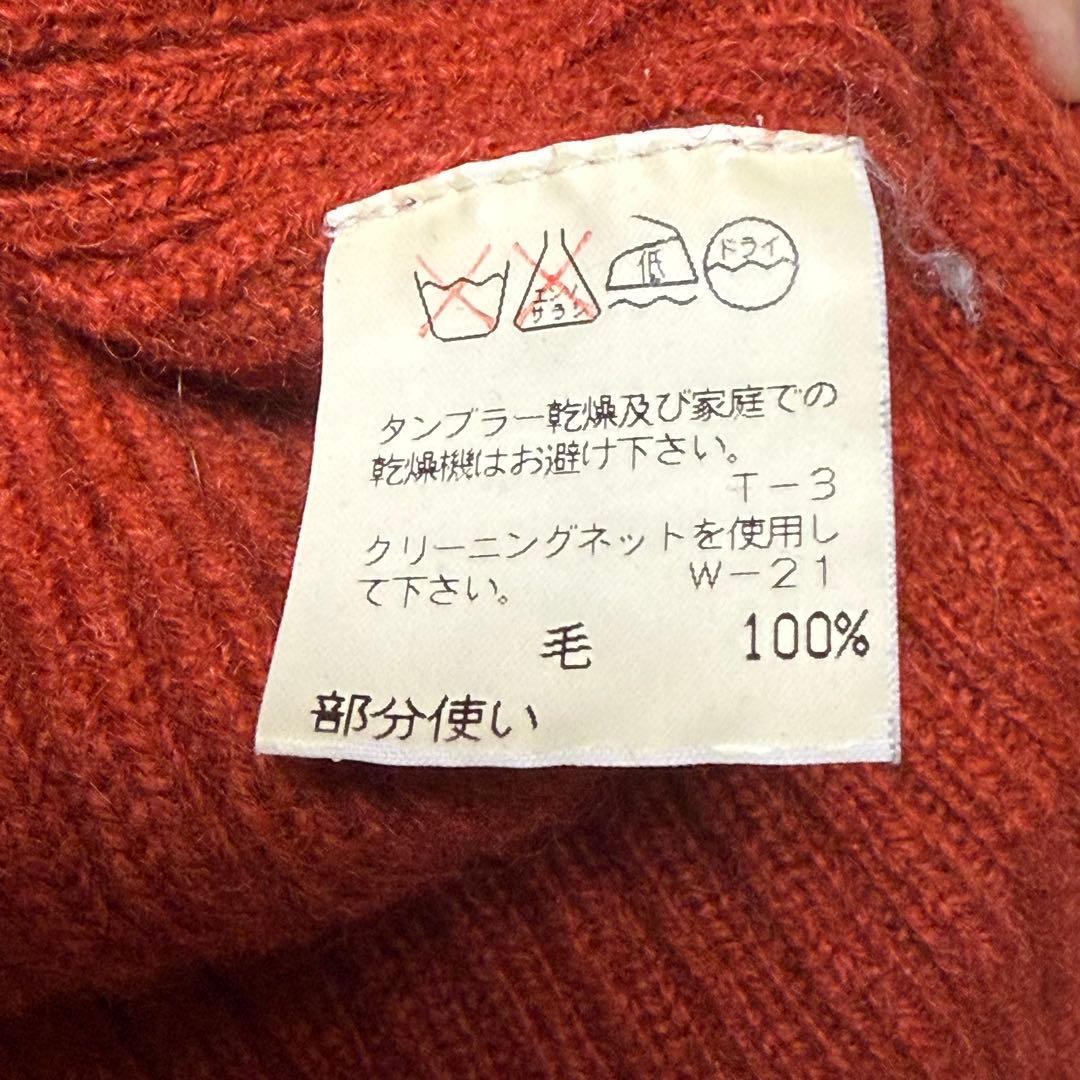 エンソ
サラシ
低
ドライ
タンブラー乾燥及び家庭での
乾燥機はお避け下さい。
T-3
クリーニングネットを使用し
て下さい。 W-21
毛 100%
部分使い